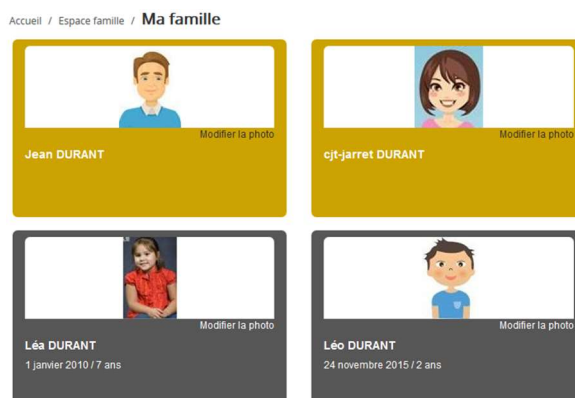 Accueil / Espace famille / Ma famille
Modifier la photo
Jean DURANT
Modifier la photo
cjt-jarret DURANT
Modifier la photo
Léa DURANT
1 janvier 2010 / 7 ans
Modifier la photo
Léo DURANT
24 novembre 2015 / 2 ans